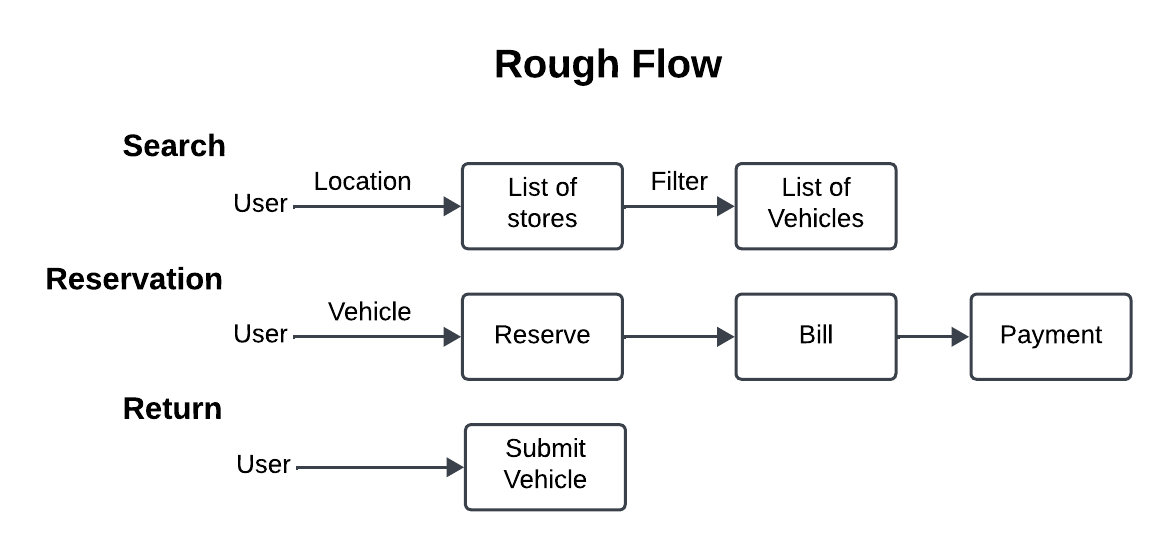 Rough Flow
Search
User
Location
List of
stores
Filter
List of
Vehicles
Reservation
User
Vehicle
Reserve
Bill
Payment
Return
User
Submit
Vehicle